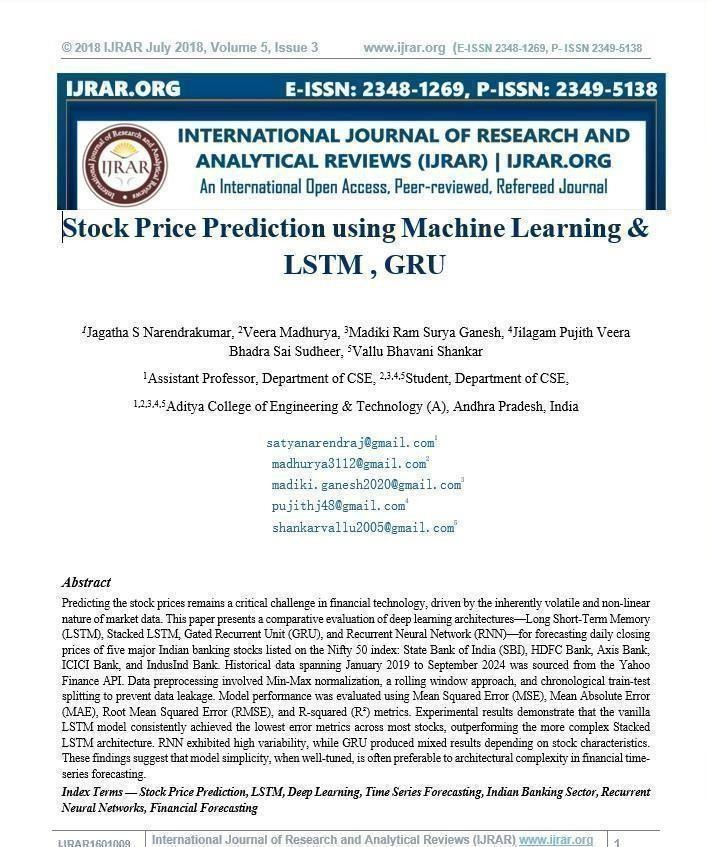 © 2018 IJRAR July 2018, Volume 5, Issue 3 www.ijrar.org (E-ISSN 2348-1269, P- ISSN 2349-5138
IJRAR.ORG E-ISSN: 2348-1269, P-ISSN: 2349-5138
International Journal of Research and Analytical Reviews
IJRAR
INTERNATIONAL JOURNAL OF RESEARCH AND
ANALYTICAL REVIEWS (IJRAR) | IJRAR.ORG
An International Open Access, Peer-reviewed, Refereed Journal
Stock Price Prediction using Machine Learning &
LSTM , GRU
¹Jagatha S Narendrakumar, ²Veera Madhurya, ³Madiki Ram Surya Ganesh, ⁴Jilagam Pujith Veera
Bhadra Sai Sudheer, ⁵Vallu Bhavani Shankar
¹Assistant Professor, Department of CSE, ²,³,⁴,⁵Student, Department of CSE,
¹,²,³,⁴,⁵Aditya College of Engineering & Technology (A), Andhra Pradesh, India
satyanarendraj@gmail.com¹
madhurya3112@gmail.com²
madiki.ganesh2020@gmail.com³
pujithj48@gmail.com⁴
shankarvallu2005@gmail.com⁵
Abstract
Predicting the stock prices remains a critical challenge in financial technology, driven by the inherently volatile and non-linear
nature of market data. This paper presents a comparative evaluation of deep learning architectures—Long Short-Term Memory
(LSTM), Stacked LSTM, Gated Recurrent Unit (GRU), and Recurrent Neural Network (RNN)—for forecasting daily closing
prices of five major Indian banking stocks listed on the Nifty 50 index: State Bank of India (SBI), HDFC Bank, Axis Bank,
ICICI Bank, and IndusInd Bank. Historical data spanning January 2019 to September 2024 was sourced from the Yahoo
Finance API. Data preprocessing involved Min-Max normalization, a rolling window approach, and chronological train-test
splitting to prevent data leakage. Model performance was evaluated using Mean Squared Error (MSE), Mean Absolute Error
(MAE), Root Mean Squared Error (RMSE), and R-squared (R²) metrics. Experimental results demonstrate that the vanilla
LSTM model consistently achieved the lowest error metrics across most stocks, outperforming the more complex Stacked
LSTM architecture. RNN exhibited high variability, while GRU produced mixed results depending on stock characteristics.
These findings suggest that model simplicity, when well-tuned, is often preferable to architectural complexity in financial time-
series forecasting.
Index Terms — Stock Price Prediction, LSTM, Deep Learning, Time Series Forecasting, Indian Banking Sector, Recurrent
Neural Networks, Financial Forecasting
IJRAR1601009 International Journal of Research and Analytical Reviews (IJRAR) www.ijrar.org 1